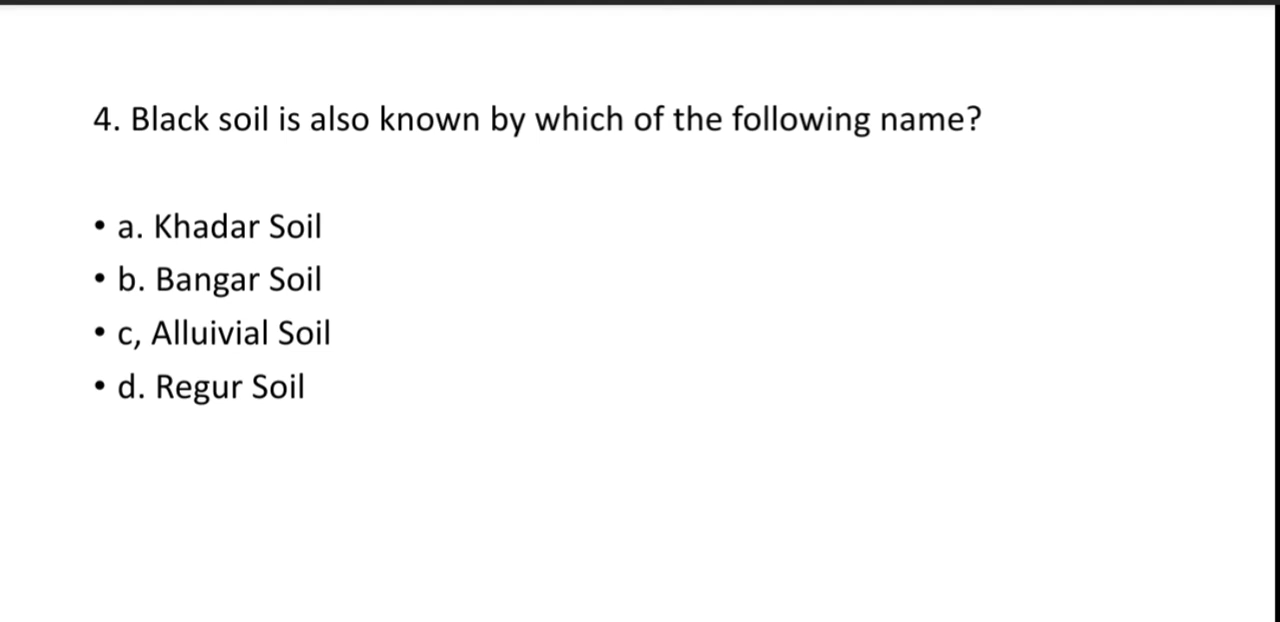 4. Black soil is also known by which of the following name?
• a. Khadar Soil
• b. Bangar Soil
• c, Alluivial Soil
• d. Regur Soil